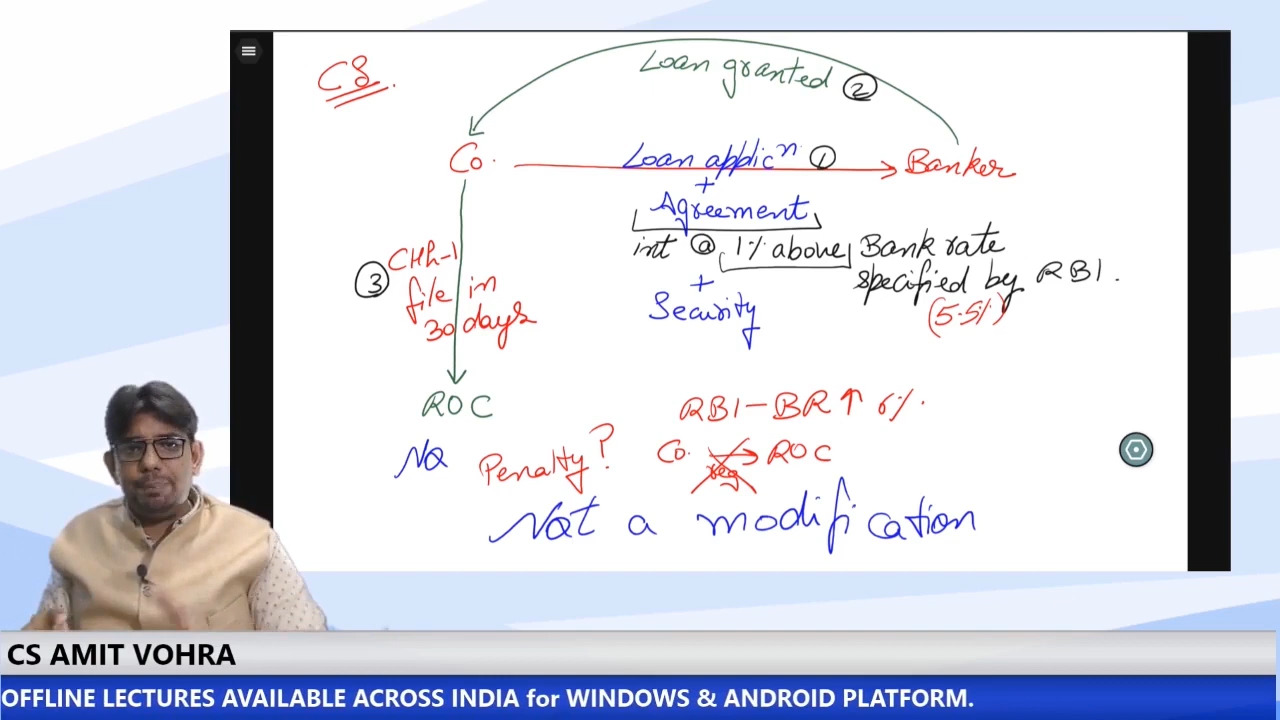 CS.
Loan granted ②
Co.
Loan applicⁿ ①
Banker
+
Agreement
int @ 1% above Bank rate
specified by RBI.
(5.5%)
+
Security
③ CHG-1
file in
30 days
ROC
RBI - BR ↑ 6%.
No Penalty?
Co. → ROC
reg
Not a modification
CS AMIT VOHRA
OFFLINE LECTURES AVAILABLE ACROSS INDIA for WINDOWS & ANDROID PLATFORM.